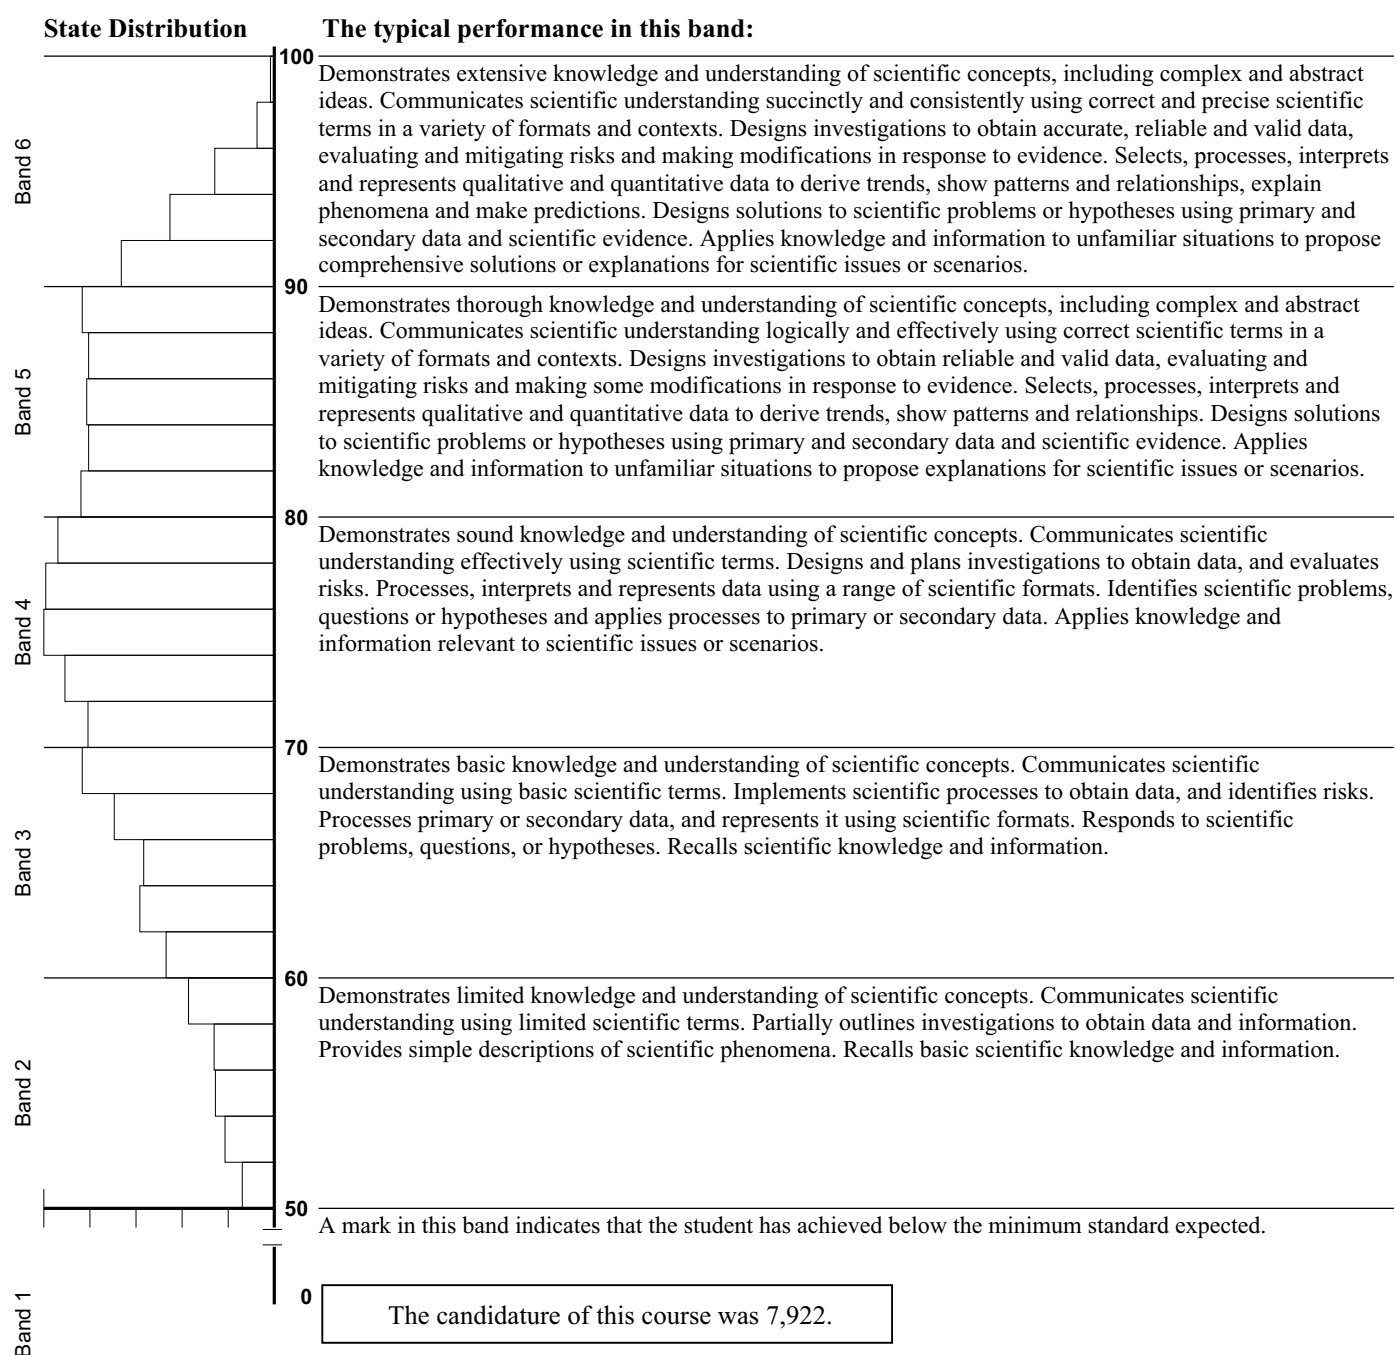 State Distribution
The typical performance in this band:
100
Band 6
Demonstrates extensive knowledge and understanding of scientific concepts, including complex and abstract
ideas. Communicates scientific understanding succinctly and consistently using correct and precise scientific
terms in a variety of formats and contexts. Designs investigations to obtain accurate, reliable and valid data,
evaluating and mitigating risks and making modifications in response to evidence. Selects, processes, interprets
and represents qualitative and quantitative data to derive trends, show patterns and relationships, explain
phenomena and make predictions. Designs solutions to scientific problems or hypotheses using primary and
secondary data and scientific evidence. Applies knowledge and information to unfamiliar situations to propose
comprehensive solutions or explanations for scientific issues or scenarios.
90
Band 5
Demonstrates thorough knowledge and understanding of scientific concepts, including complex and abstract
ideas. Communicates scientific understanding logically and effectively using correct scientific terms in a
variety of formats and contexts. Designs investigations to obtain reliable and valid data, evaluating and
mitigating risks and making some modifications in response to evidence. Selects, processes, interprets and
represents qualitative and quantitative data to derive trends, show patterns and relationships. Designs solutions
to scientific problems or hypotheses using primary and secondary data and scientific evidence. Applies
knowledge and information to unfamiliar situations to propose explanations for scientific issues or scenarios.
80
Band 4
Demonstrates sound knowledge and understanding of scientific concepts. Communicates scientific
understanding effectively using scientific terms. Designs and plans investigations to obtain data, and evaluates
risks. Processes, interprets and represents data using a range of scientific formats. Identifies scientific problems,
questions or hypotheses and applies processes to primary or secondary data. Applies knowledge and
information relevant to scientific issues or scenarios.
70
Band 3
Demonstrates basic knowledge and understanding of scientific concepts. Communicates scientific
understanding using basic scientific terms. Implements scientific processes to obtain data, and identifies risks.
Processes primary or secondary data, and represents it using scientific formats. Responds to scientific
problems, questions, or hypotheses. Recalls scientific knowledge and information.
60
Band 2
Demonstrates limited knowledge and understanding of scientific concepts. Communicates scientific
understanding using limited scientific terms. Partially outlines investigations to obtain data and information.
Provides simple descriptions of scientific phenomena. Recalls basic scientific knowledge and information.
50
A mark in this band indicates that the student has achieved below the minimum standard expected.
0
Band 1
The candidature of this course was 7,922.